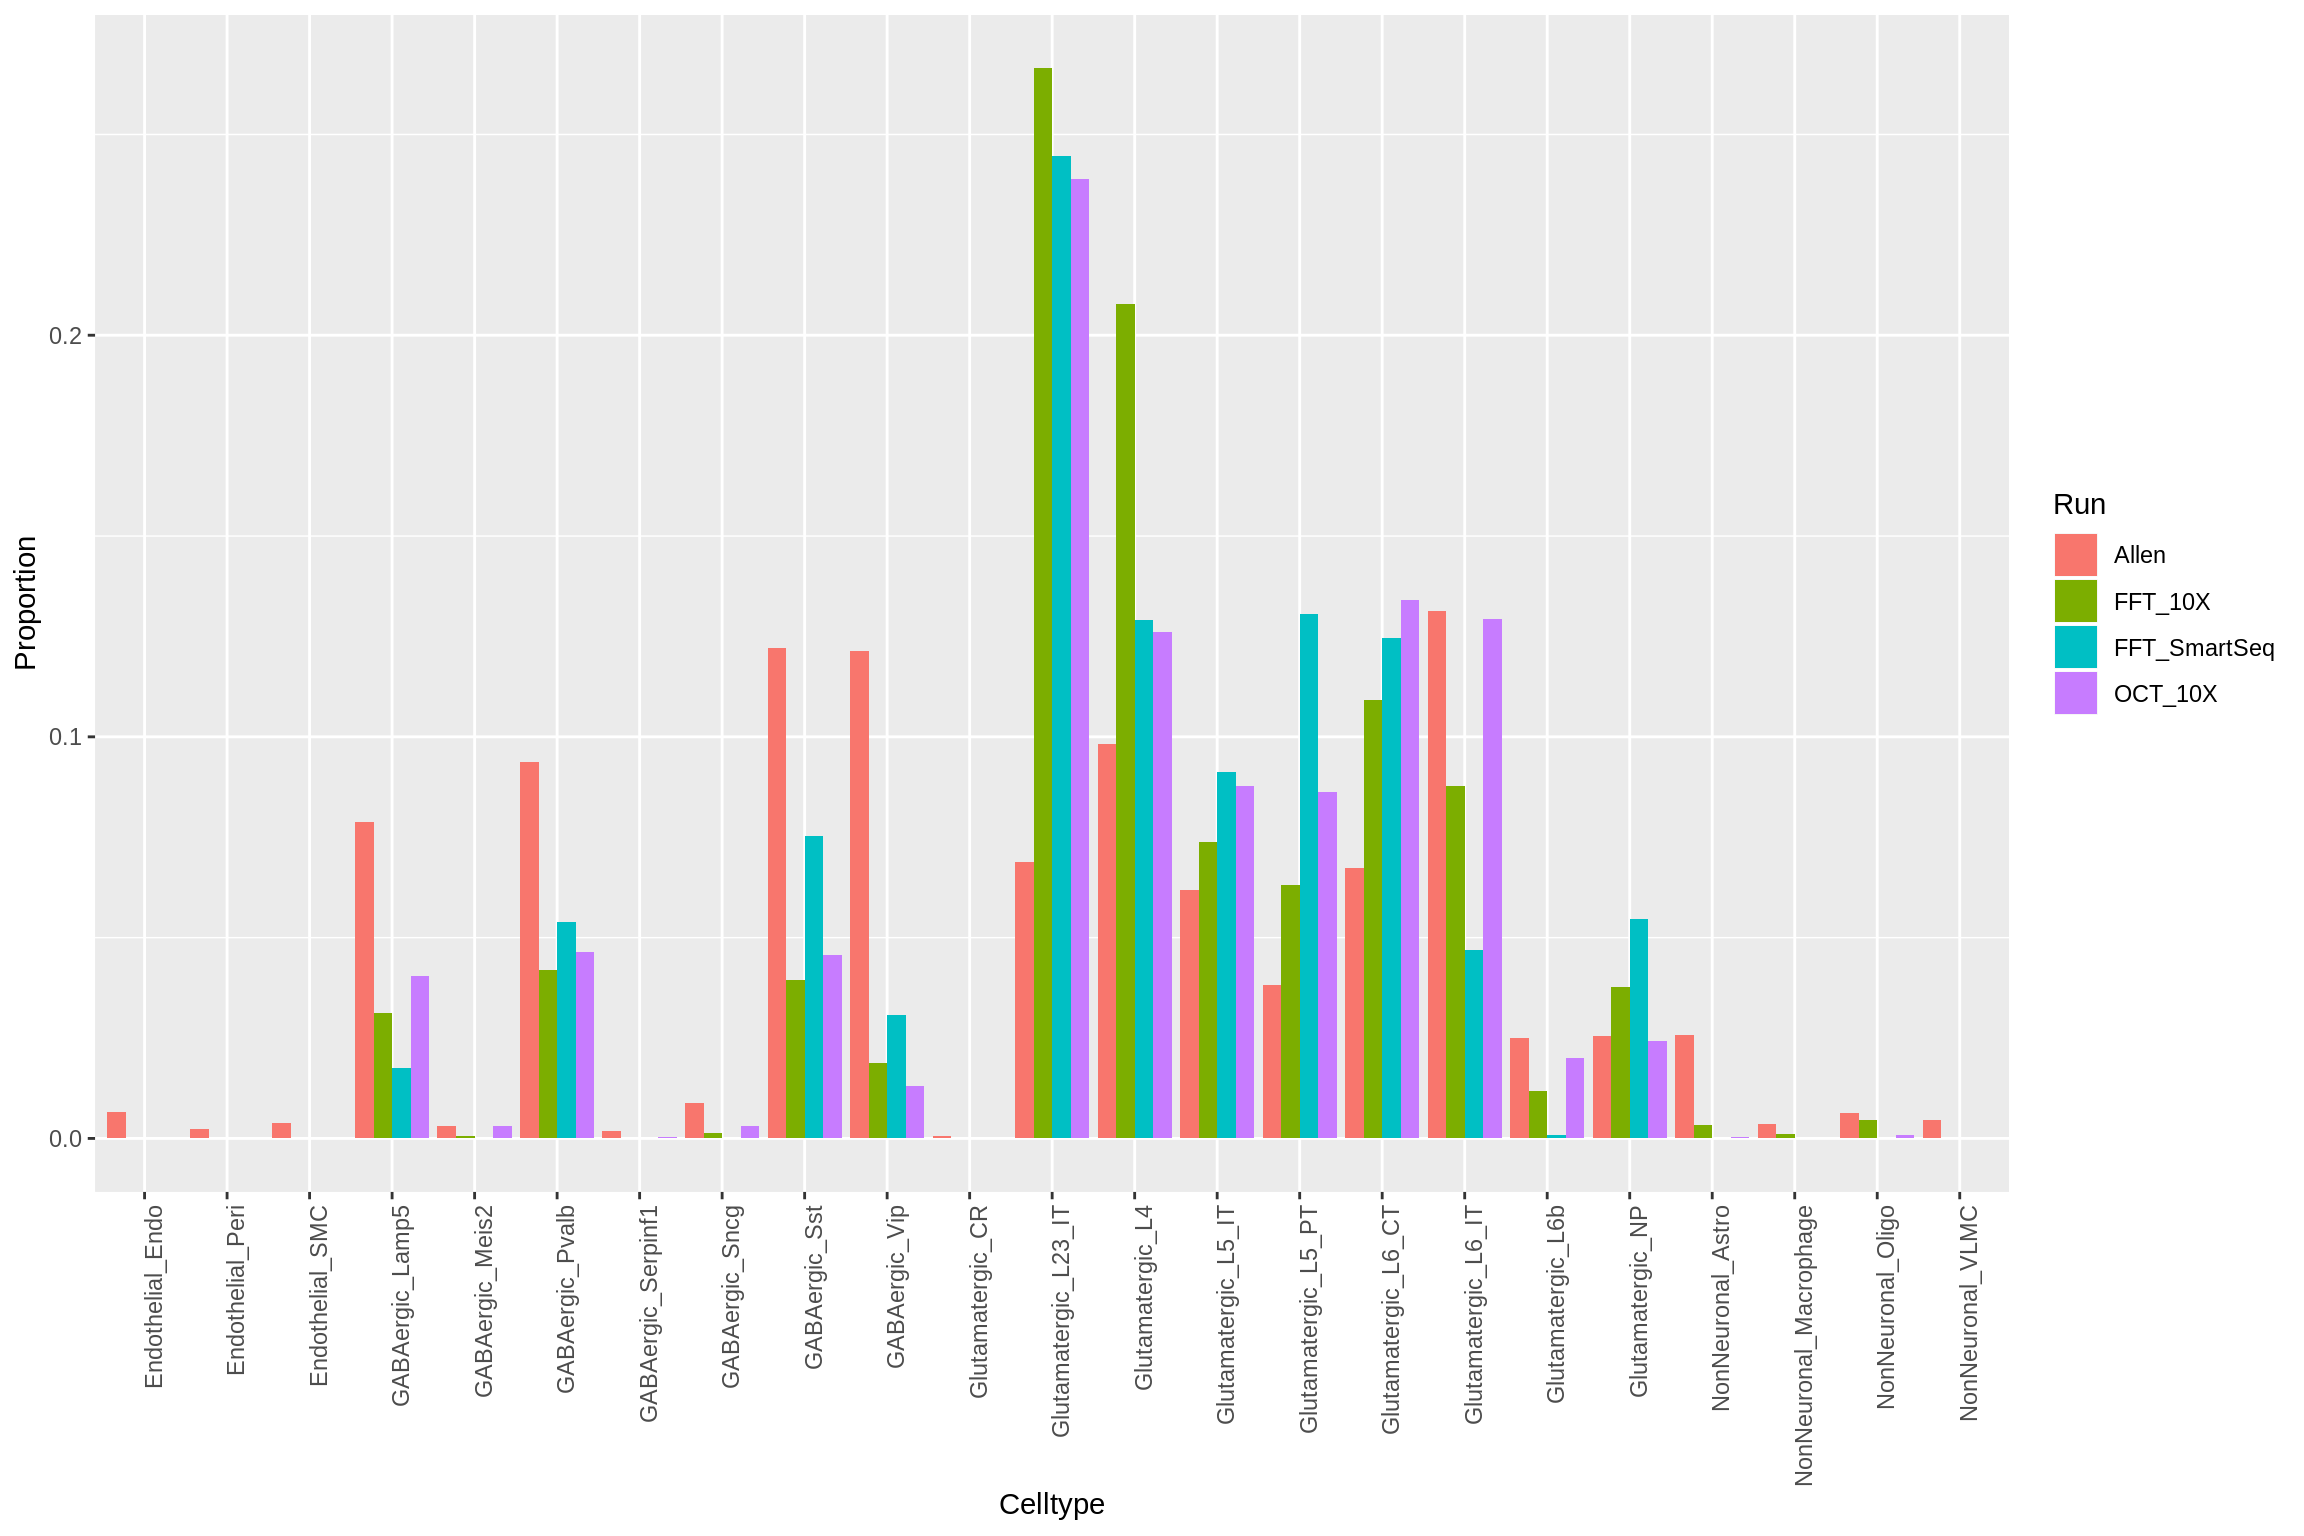 Proportion
0.2
0.1
0.0
Endothelial_Endo
Endothelial_Peri
Endothelial_SMC
GABAergic_Lamp5
GABAergic_Meis2
GABAergic_Pvalb
GABAergic_Serpinf1
GABAergic_Sncg
GABAergic_Sst
GABAergic_Vip
Glutamatergic_CR
Glutamatergic_L23_IT
Glutamatergic_L4
Glutamatergic_L5_IT
Glutamatergic_L5_PT
Glutamatergic_L6_CT
Glutamatergic_L6_IT
Glutamatergic_L6b
Glutamatergic_NP
NonNeuronal_Astro
NonNeuronal_Macrophage
NonNeuronal_Oligo
NonNeuronal_VLMC
Celltype
Run
Allen
FFT_10X
FFT_SmartSeq
OCT_10X